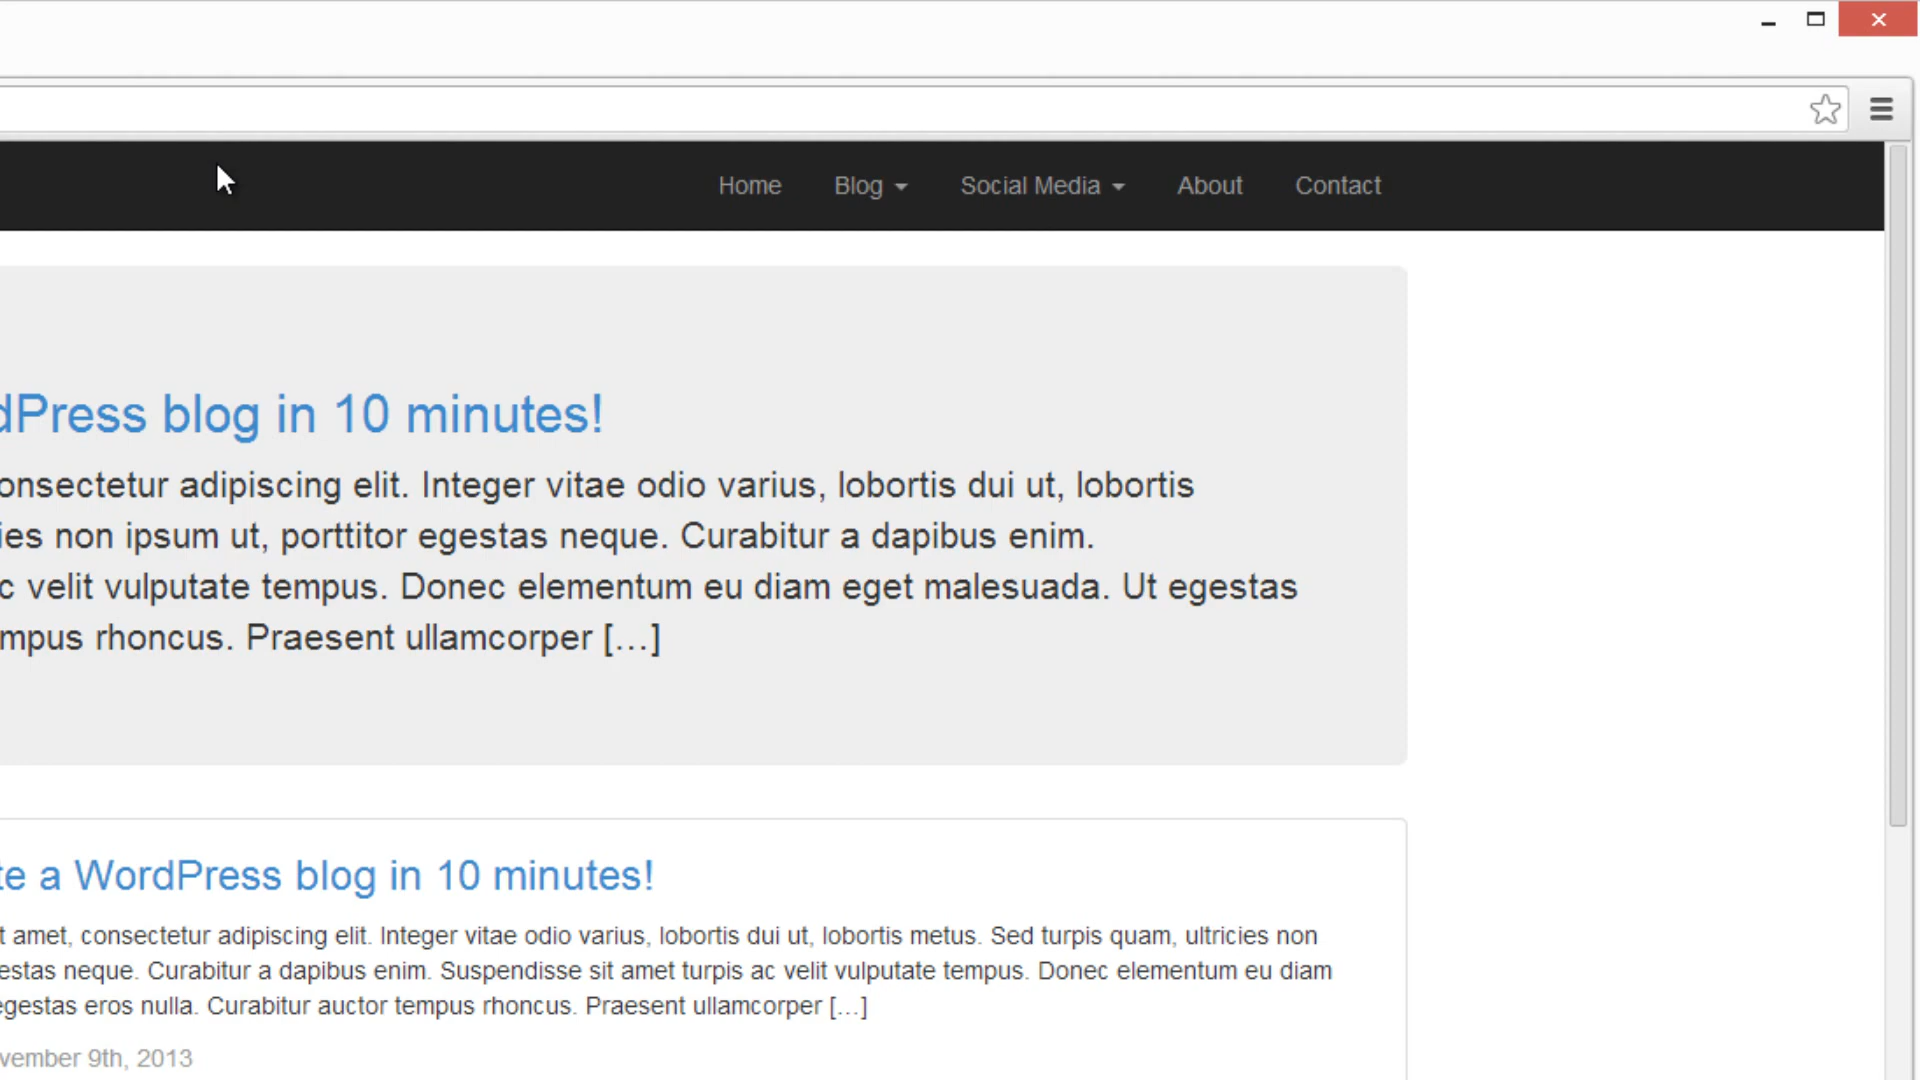 Home Blog Social Media About Contact
dPress blog in 10 minutes!
onsectetur adipiscing elit. Integer vitae odio varius, lobortis dui ut, lobortis
ies non ipsum ut, porttitor egestas neque. Curabitur a dapibus enim.
c velit vulputate tempus. Donec elementum eu diam eget malesuada. Ut egestas
mpus rhoncus. Praesent ullamcorper […]
te a WordPress blog in 10 minutes!
t amet, consectetur adipiscing elit. Integer vitae odio varius, lobortis dui ut, lobortis metus. Sed turpis quam, ultricies non
estas neque. Curabitur a dapibus enim. Suspendisse sit amet turpis ac velit vulputate tempus. Donec elementum eu diam
egestas eros nulla. Curabitur auctor tempus rhoncus. Praesent ullamcorper […]
vember 9th, 2013